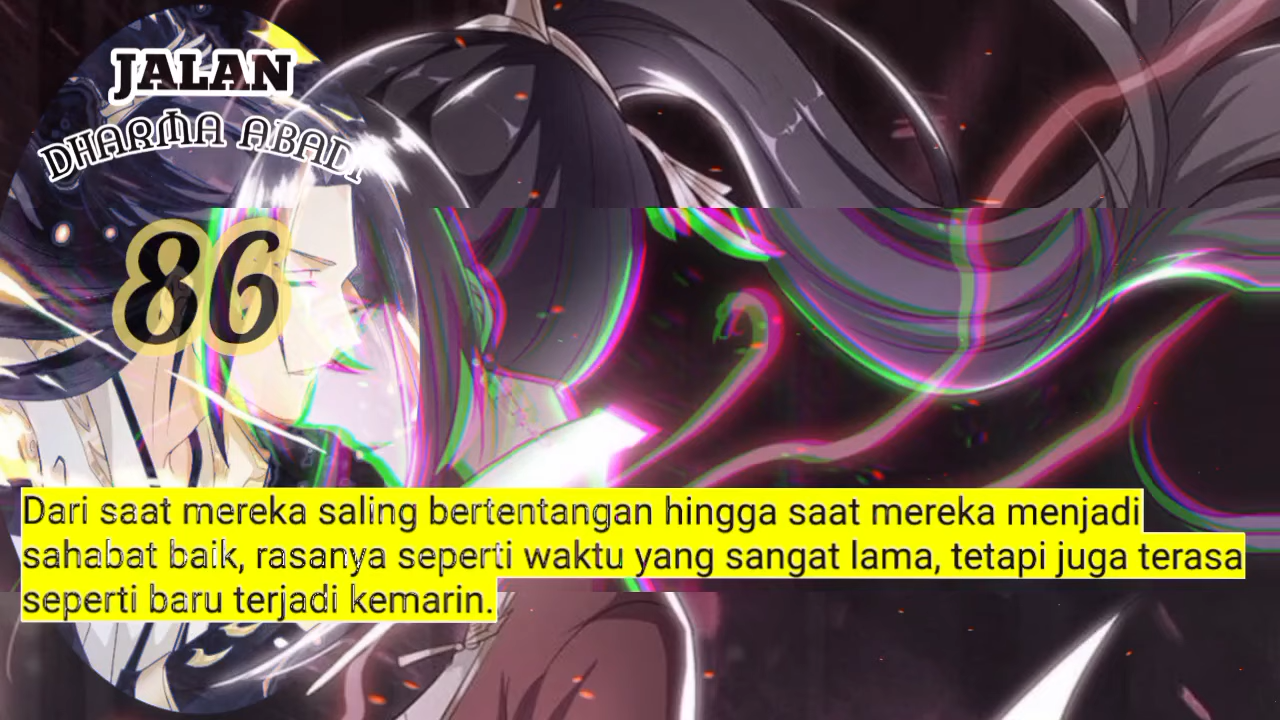 JALAN
DHARMA ABADI
86
Dari saat mereka saling bertentangan hingga saat mereka menjadi
sahabat baik, rasanya seperti waktu yang sangat lama, tetapi juga terasa
seperti baru terjadi kemarin.